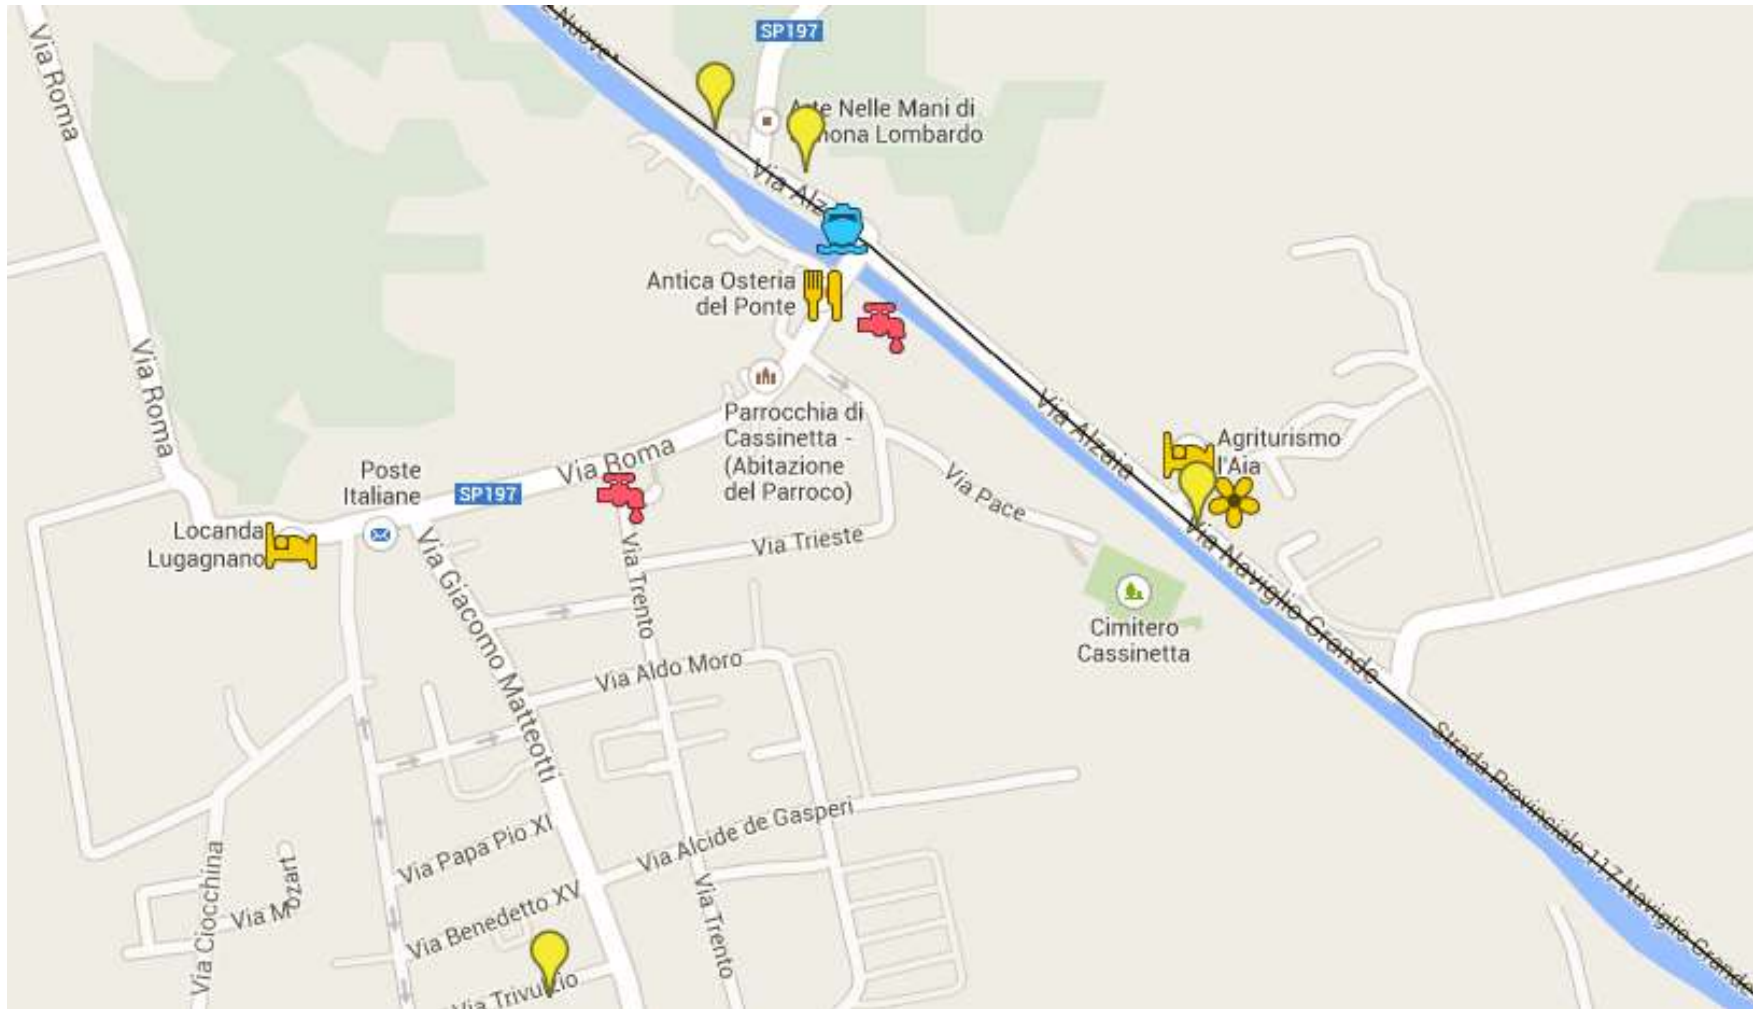 Via Roma
SP197
Nelle Mani di
Lombardo
Via
Antica Osteria
del Ponte
Via Roma
Parrocchia di
Cassinetta -
(Abitazione
del Parroco)
Via Roma
Poste
Italiane
SP197
Via Alzaia
Agriturismo
l'Aia
Via Pace
Locanda
Lugagnano
Via Trieste
Via Naviglio Grande
Via Trento
Via Giacomo Matteotti
Cimitero
Cassinetta
Via Aldo Moro
Strada Provinciale 117 Naviglio Grande
Via Papa Pio XI
Via Alcide de Gasperi
Via Ciocchina
Via Mozart
Via Benedetto XV
Via Trento
Via